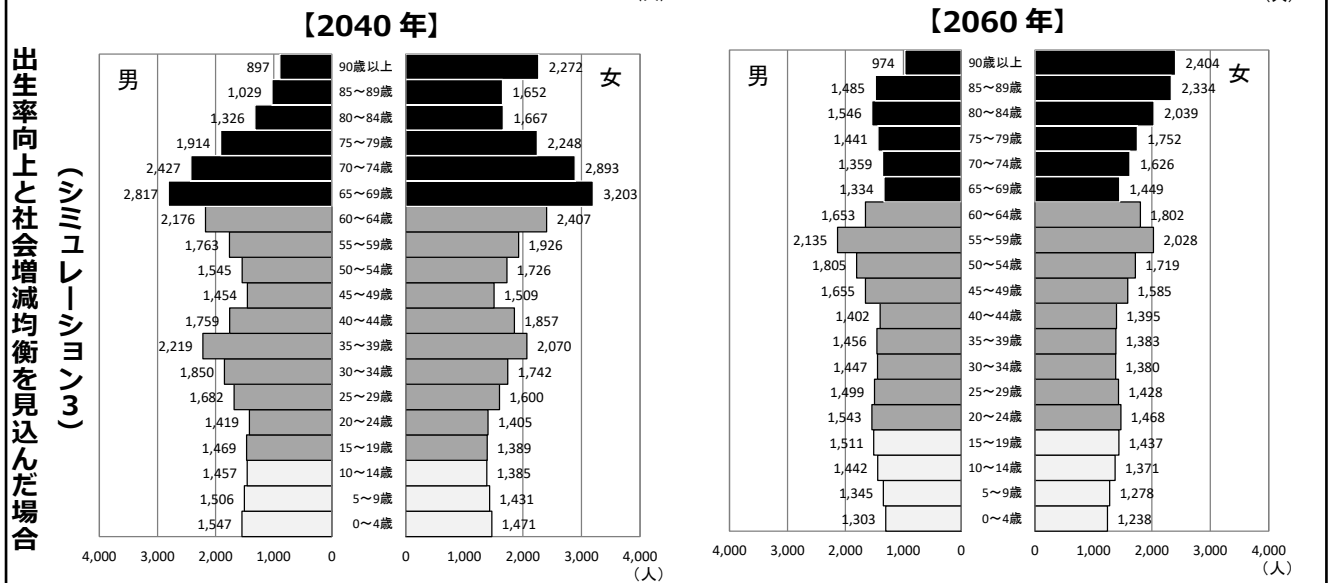 出生率向上と社会増減均衡を見込んだ場合
(シミュレーション3)
【2040 年】
男
女
897 90歳以上 2,272
1,029 85~89歳 1,652
1,326 80~84歳 1,667
1,914 75~79歳 2,248
2,427 70~74歳 2,893
2,817 65~69歳 3,203
2,176 60~64歳 2,407
1,763 55~59歳 1,926
1,545 50~54歳 1,726
1,454 45~49歳 1,509
1,759 40~44歳 1,857
2,219 35~39歳 2,070
1,850 30~34歳 1,742
1,682 25~29歳 1,600
1,419 20~24歳 1,405
1,469 15~19歳 1,389
1,457 10~14歳 1,385
1,506 5~9歳 1,431
1,547 0~4歳 1,471
4,000 3,000 2,000 1,000 0 0 1,000 2,000 3,000 4,000
(人)
【2060 年】
男
女
974 90歳以上 2,404
1,485 85~89歳 2,334
1,546 80~84歳 2,039
1,441 75~79歳 1,752
1,359 70~74歳 1,626
1,334 65~69歳 1,449
1,653 60~64歳 1,802
2,135 55~59歳 2,028
1,805 50~54歳 1,719
1,655 45~49歳 1,585
1,402 40~44歳 1,395
1,456 35~39歳 1,383
1,447 30~34歳 1,380
1,499 25~29歳 1,428
1,543 20~24歳 1,468
1,511 15~19歳 1,437
1,442 10~14歳 1,371
1,345 5~9歳 1,278
1,303 0~4歳 1,238
4,000 3,000 2,000 1,000 0 0 1,000 2,000 3,000 4,000
(人)